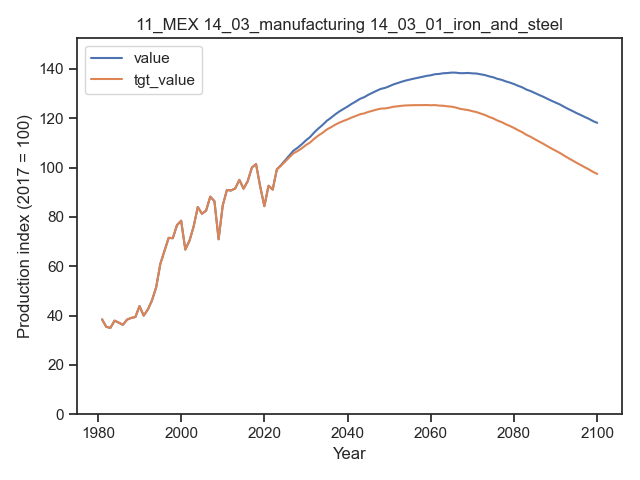 11_MEX 14_03_manufacturing 14_03_01_iron_and_steel
value
tgt_value
Production index (2017 = 100)
140
120
100
80
60
40
20
0
1980 2000 2020 2040 2060 2080 2100
Year